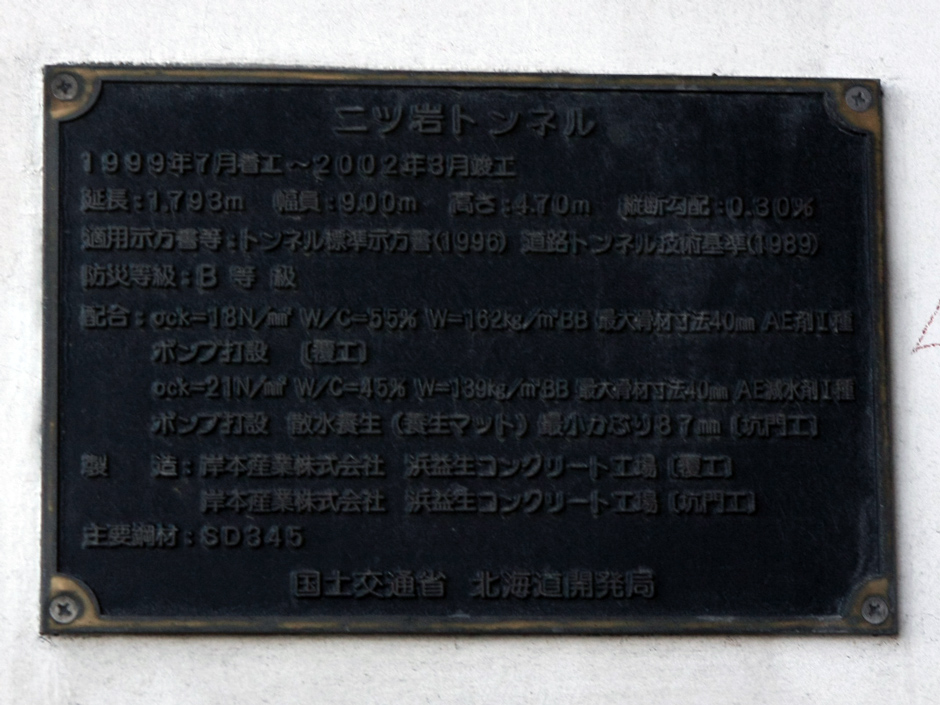 二ツ岩トンネル
1999年7月着工～2002年3月竣工
延長:1,793m 幅員:9.00m 高さ:4.70m 縦断勾配:0.30%
適用示方書等:トンネル標準示方書(1996) 道路トンネル技術基準(1989)
防災等級:B 等 級
配合:σck=18N/㎟ W/C=55% W=162kg/㎥ BB 最大骨材寸法40㎜ AE剤Ⅰ種
ポンプ打設 〔覆工〕
σck=21N/㎟ W/C=45% W=139kg/㎥ BB 最大骨材寸法40㎜ AE減水剤Ⅰ種
ポンプ打設 散水養生(養生マット) 最小かぶり87㎜〔坑門工〕
製 造:岸本産業株式会社 浜益生コンクリート工場〔覆工〕
岸本産業株式会社 浜益生コンクリート工場〔坑門工〕
主要鋼材:SD345
国土交通省 北海道開発局